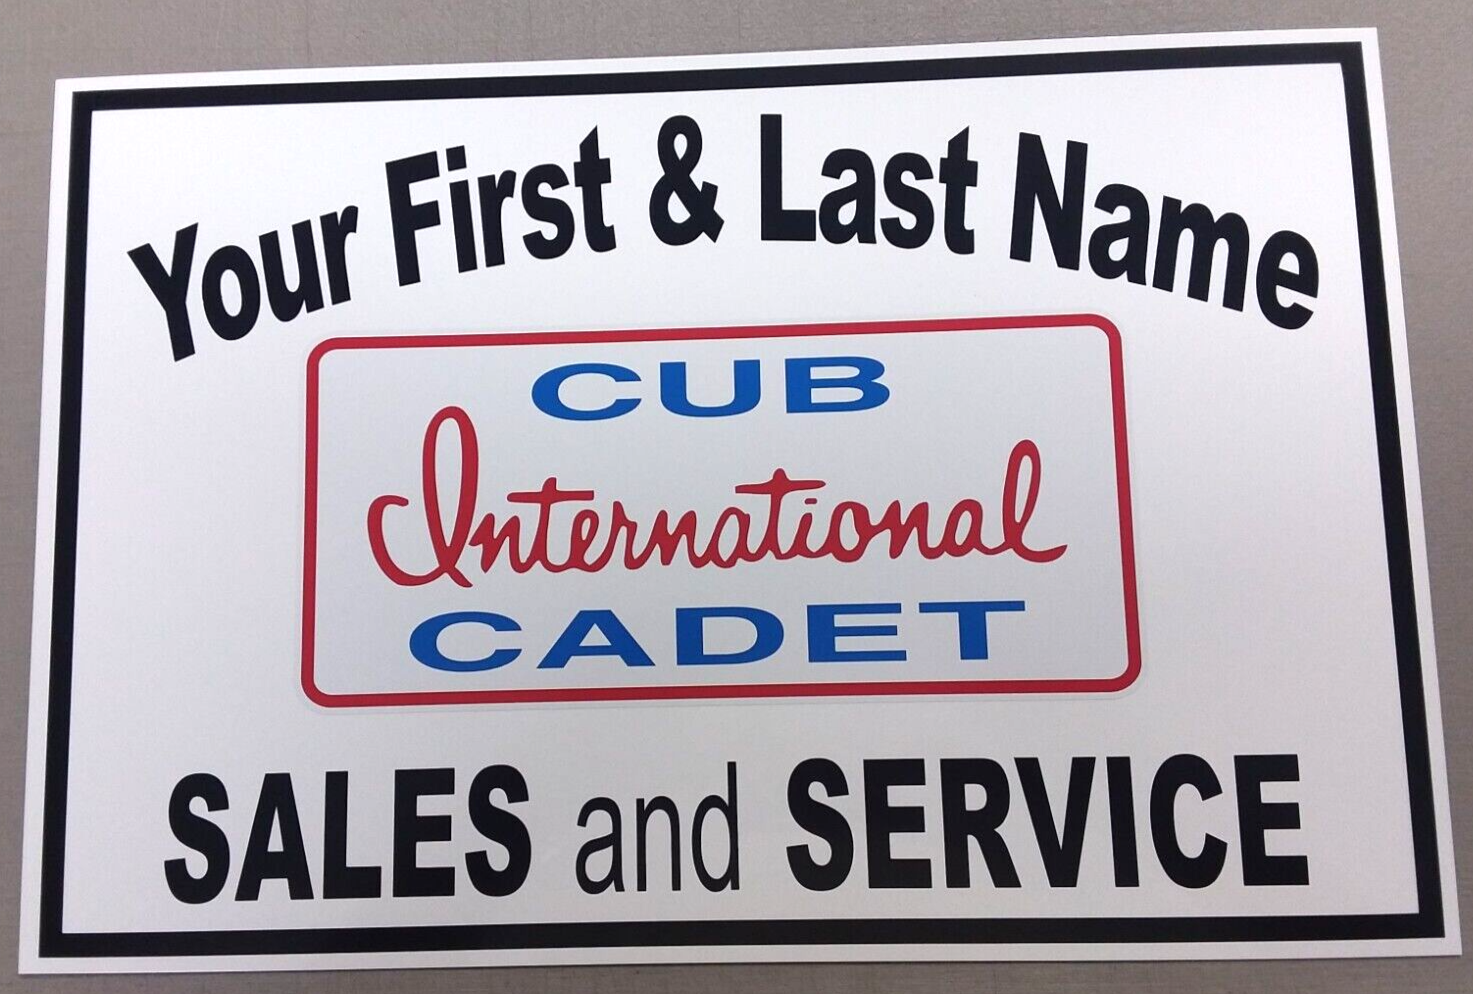 Your First & Last Name
CUB
International
CADET
SALES and SERVICE